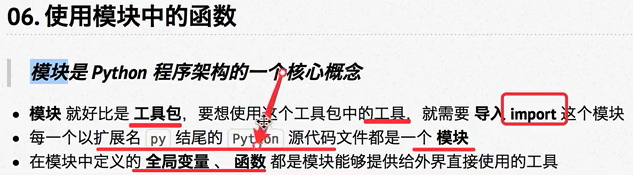 06. 使用模块中的函数
模块是 Python 程序架构的一个核心概念
• 模块 就好比是 工具包，要想使用这个工具包中的工具，就需要 导入 import 这个模块
• 每一个以扩展名 py 结尾的 Python 源代码文件都是一个 模块
• 在模块中定义的 全局变量 、 函数 都是模块能够提供给外界直接使用的工具